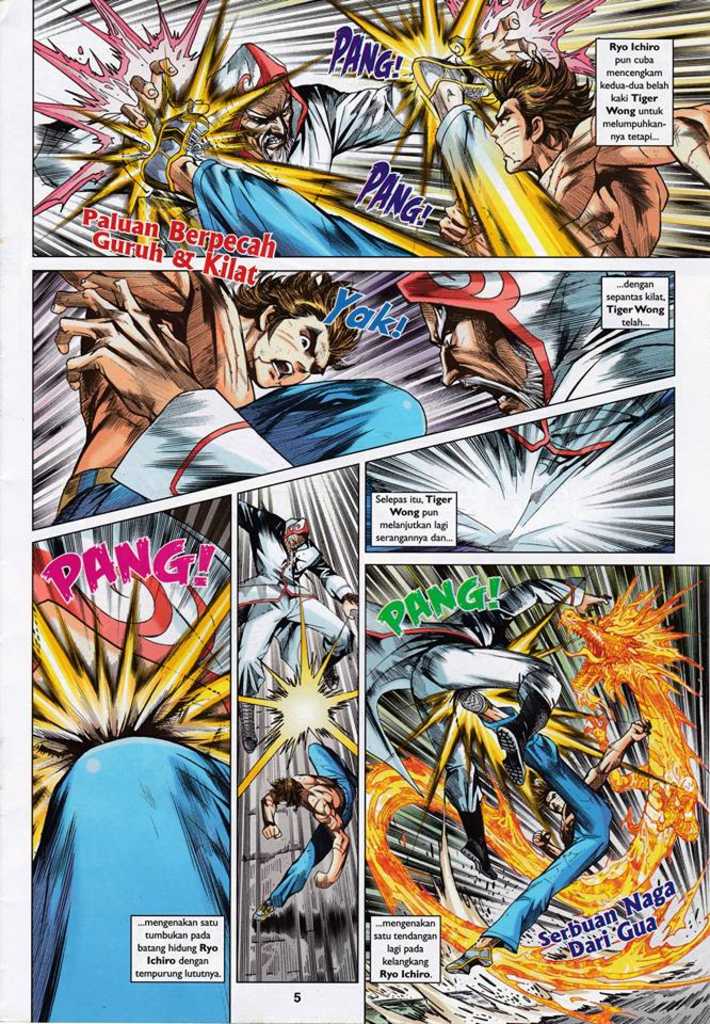 PANG!
Ryo Ichiro
pun cuba
mencengkam
kedua-dua belah
kaki Tiger
Wong untuk
melumpuhkan-
nya tetapi...
PANG!
Paluan Berpecah
Guruh & Kilat
Yak!
...dengan
sepantas kilat,
Tiger Wong
telah...
Selepas itu, Tiger
Wong pun
melanjutkan lagi
serangannya dan...
PANG!
...mengenakan satu
tumbukan pada
batang hidung Ryo
Ichiro dengan
tempurung lututnya.
PANG!
...mengenakan
satu tendangan
lagi pada
kelangkang
Ryo Ichiro.
Serbuan Naga
Dari Gua
5